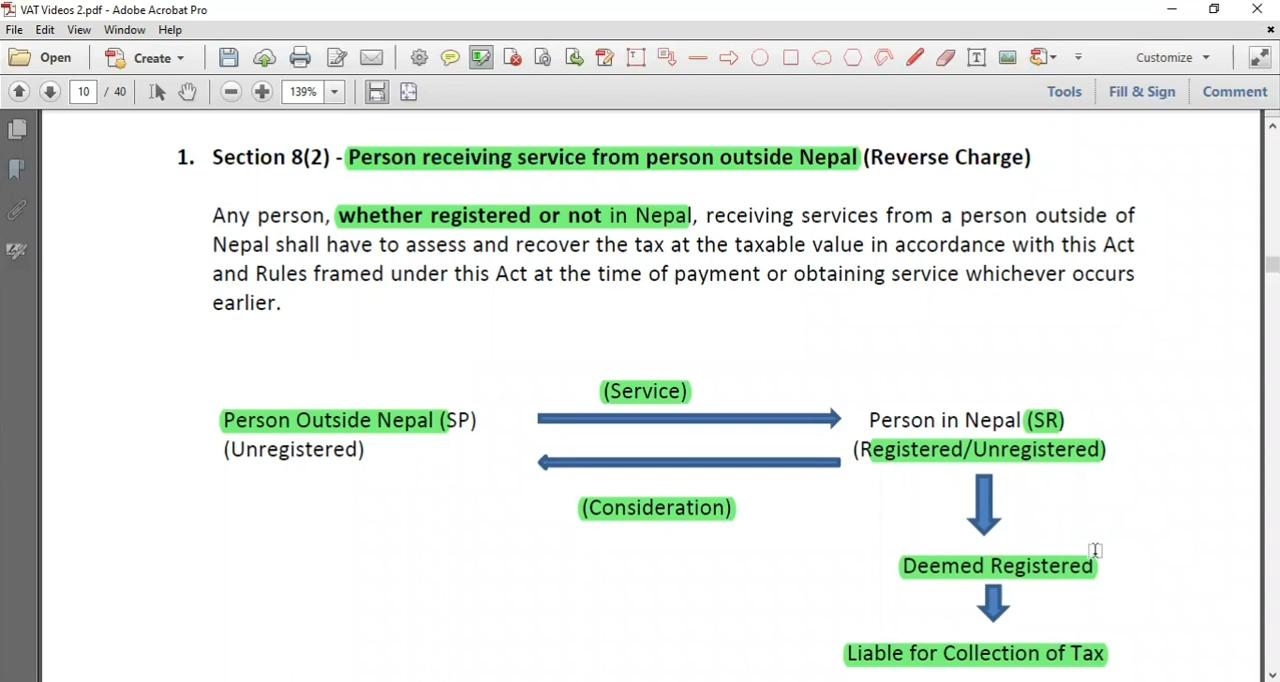 VAT Videos 2.pdf - Adobe Acrobat Pro
File Edit View Window Help
Open Create Customize
10 / 40 139% Tools Fill & Sign Comment
1. Section 8(2) - Person receiving service from person outside Nepal (Reverse Charge)
Any person, whether registered or not in Nepal, receiving services from a person outside of
Nepal shall have to assess and recover the tax at the taxable value in accordance with this Act
and Rules framed under this Act at the time of payment or obtaining service whichever occurs
earlier.
(Service)
Person Outside Nepal (SP) Person in Nepal (SR)
(Unregistered) (Registered/Unregistered)
(Consideration)
Deemed Registered
Liable for Collection of Tax